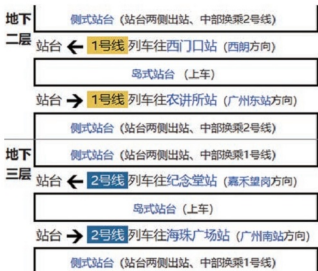 地下二层
侧式站台（站台两侧出站、中部换乘2号线）
站台 ← 1号线 列车往西门口站（西朗方向）
岛式站台（上车）
站台 → 1号线 列车往农讲所站（广州东站方向）
侧式站台（站台两侧出站、中部换乘2号线）
地下三层
侧式站台（站台两侧出站、中部换乘1号线）
站台 ← 2号线 列车往纪念堂站（嘉禾望岗方向）
岛式站台（上车）
站台 → 2号线 列车往海珠广场站（广州南站方向）
侧式站台（站台两侧出站、中部换乘1号线）